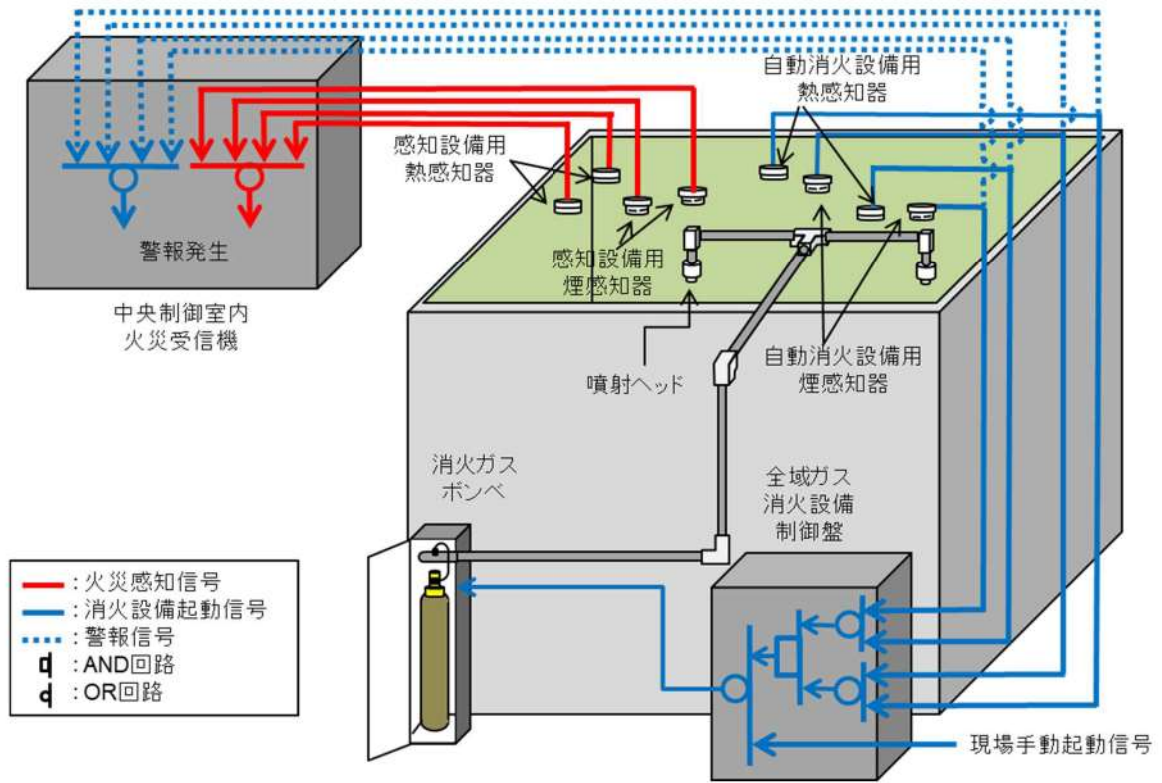 自動消火設備用
熱感知器
感知設備用
熱感知器
警報発生
感知設備用
煙感知器
中央制御室内
火災受信機
噴射ヘッド
自動消火設備用
煙感知器
消火ガス
ボンベ
全域ガス
消火設備
制御盤
：火災感知信号
：消火設備起動信号
：警報信号
：AND回路
：OR回路
現場手動起動信号